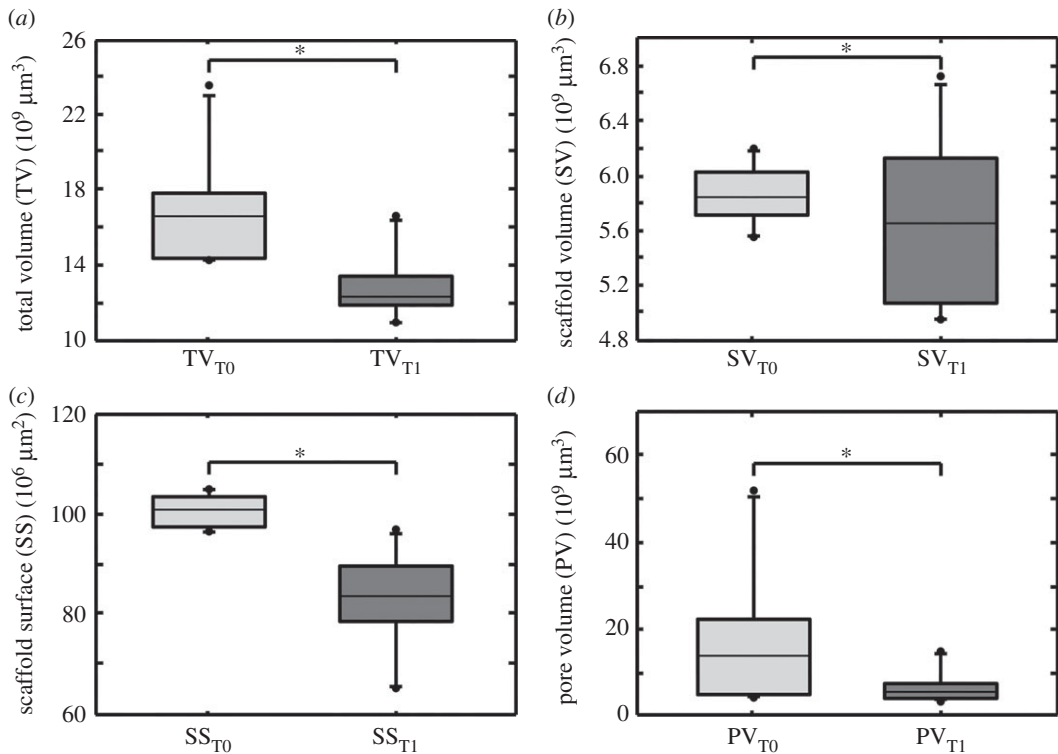 (a)
total volume (TV) (10⁹ µm³)
26
22
18
14
10
*
TV_T0
TV_T1
(b)
scaffold volume (SV) (10⁹ µm³)
6.8
6.4
6.0
5.6
5.2
4.8
*
SV_T0
SV_T1
(c)
scaffold surface (SS) (10⁶ µm²)
120
100
80
60
*
SS_T0
SS_T1
(d)
pore volume (PV) (10⁹ µm³)
60
40
20
0
*
PV_T0
PV_T1